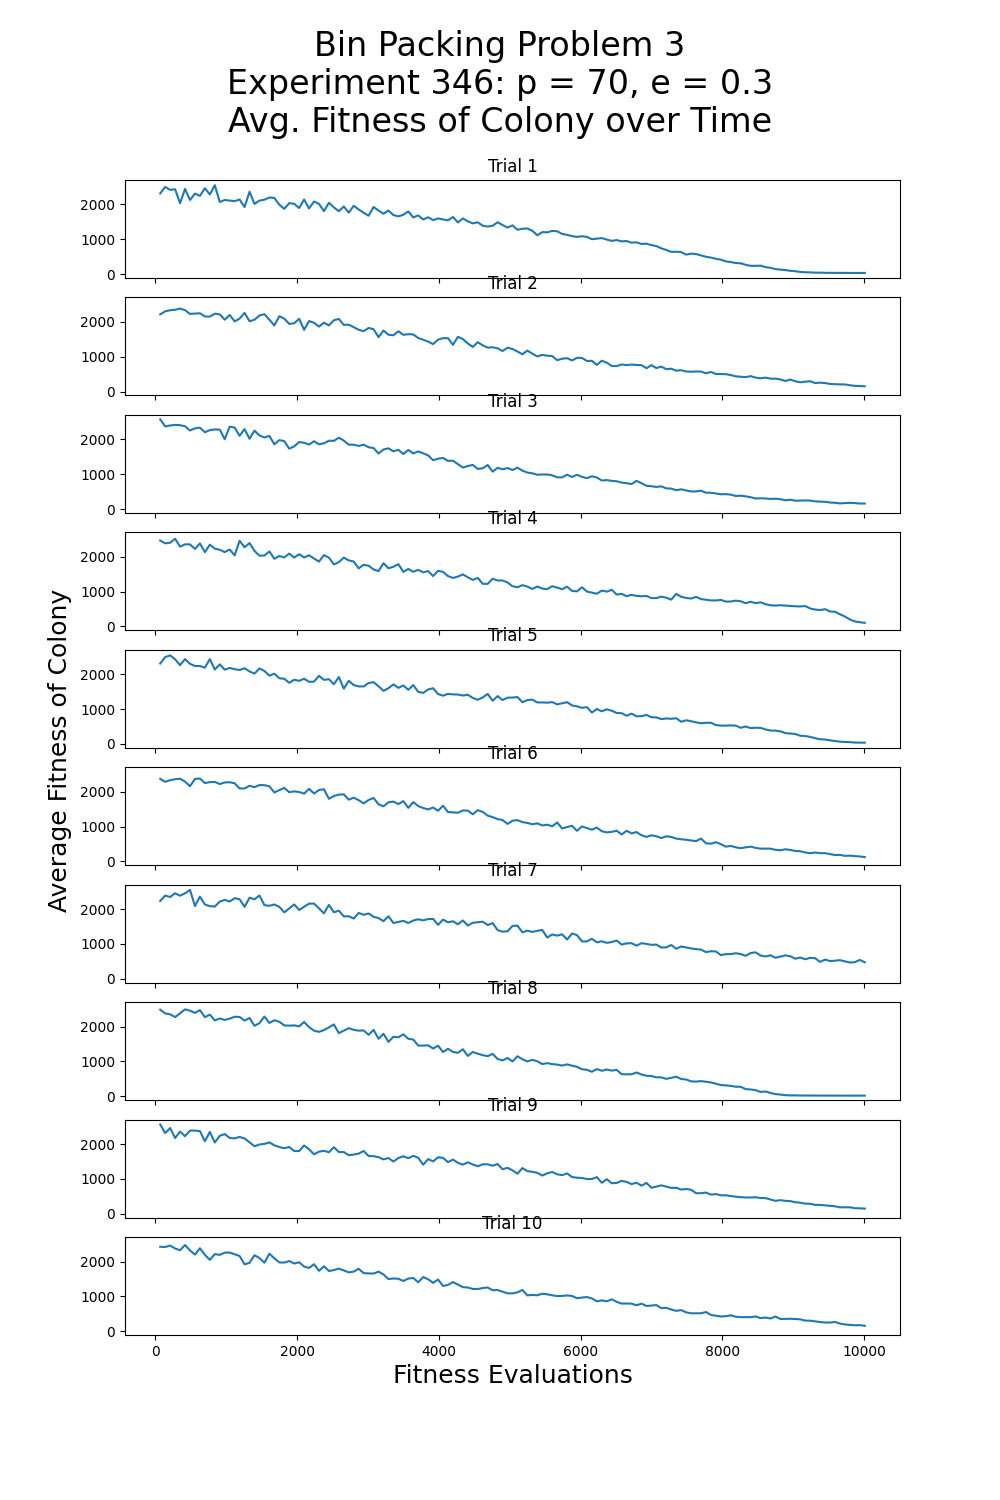 Bin Packing Problem 3
Experiment 346: p = 70, e = 0.3
Avg. Fitness of Colony over Time
Average Fitness of Colony
Trial 1
2000
1000
0
Trial 2
2000
1000
0
Trial 3
2000
1000
0
Trial 4
2000
1000
0
Trial 5
2000
1000
0
Trial 6
2000
1000
0
Trial 7
2000
1000
0
Trial 8
2000
1000
0
Trial 9
2000
1000
0
Trial 10
2000
1000
0
0 2000 4000 6000 8000 10000
Fitness Evaluations